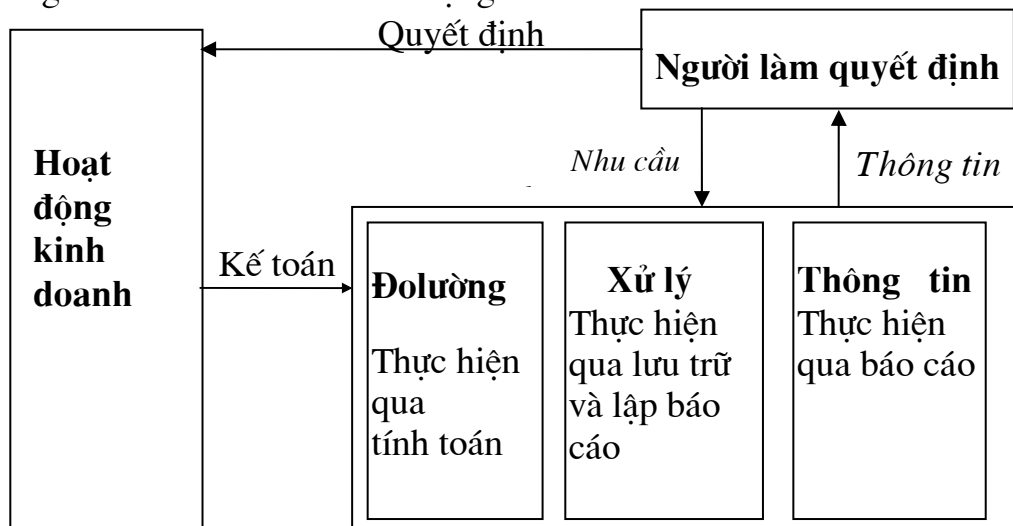 Quyết định
Người làm quyết định
Hoạt
động
kinh
doanh
Nhu cầu
Thông tin
Kế toán
Đolường
Thực hiện
qua
tính toán
Xử lý
Thực hiện
qua lưu trữ
và lập báo
cáo
Thông tin
Thực hiện
qua báo cáo